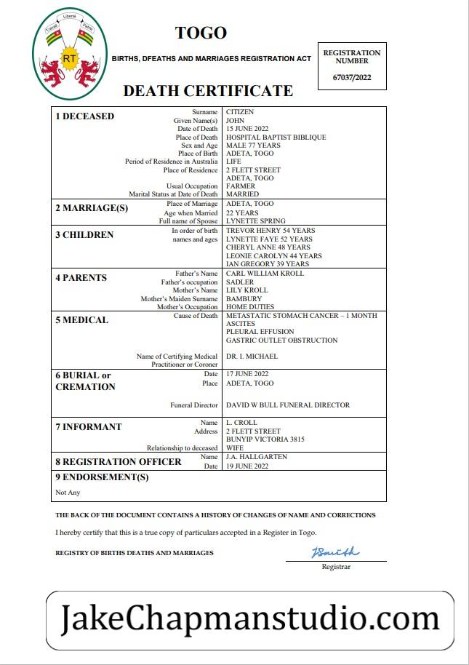 TOGO
RT
BIRTHS, DFEATHS AND MARRIAGES REGISTRATION ACT
REGISTRATION
NUMBER
67037/2022
DEATH CERTIFICATE
1 DECEASED
Surname CITIZEN
Given Name(s) JOHN
Date of Death 15 JUNE 2022
Place of Death HOSPITAL BAPTIST BIBLIQUE
Sex and Age MALE 77 YEARS
Place of Birth ADETA, TOGO
Period of Residence in Australia LIFE
Place of Residence 2 FLETT STREET
ADETA, TOGO
Usual Occupation FARMER
Marital Status at Date of Death MARRIED
2 MARRIAGE(S)
Place of Marriage ADETA, TOGO
Age when Married 22 YEARS
Full name of Spouse LYNETTE SPRING
3 CHILDREN
In order of birth TREVOR HENRY 54 YEARS
names and ages LYNETTE FAYE 52 YEARS
CHERYL ANNE 48 YEARS
LEONIE CAROLYN 44 YEARS
IAN GREGORY 39 YEARS
4 PARENTS
Father's Name CARL WILLIAM KROLL
Father's occupation SADLER
Mother's Name LILY KROLL
Mother's Maiden Surname BAMBURY
Mother's Occupation HOME DUTIES
5 MEDICAL
Cause of Death METASTATIC STOMACH CANCER – 1 MONTH
ASCITES
PLEURAL EFFUSION
GASTRIC OUTLET OBSTRUCTION
Name of Certifying Medical DR. I. MICHAEL
Practitioner or Coroner
6 BURIAL or
CREMATION
Date 17 JUNE 2022
Place ADETA, TOGO
Funeral Director DAVID W BULL FUNERAL DIRECTOR
7 INFORMANT
Name L. CROLL
Address 2 FLETT STREET
BUNYIP VICTORIA 3815
Relationship to deceased WIFE
8 REGISTRATION OFFICER
Name J.A. HALLGARTEN
Date 19 JUNE 2022
9 ENDORSEMENT(S)
Not Any
THE BACK OF THE DOCUMENT CONTAINS A HISTORY OF CHANGES OF NAME AND CORRECTIONS
I hereby certify that this is a true copy of particulars accepted in a Register in Togo.
REGISTRY OF BIRTHS DEATHS AND MARRIAGES
JSmith
Registrar
JakeChapmanstudio.com